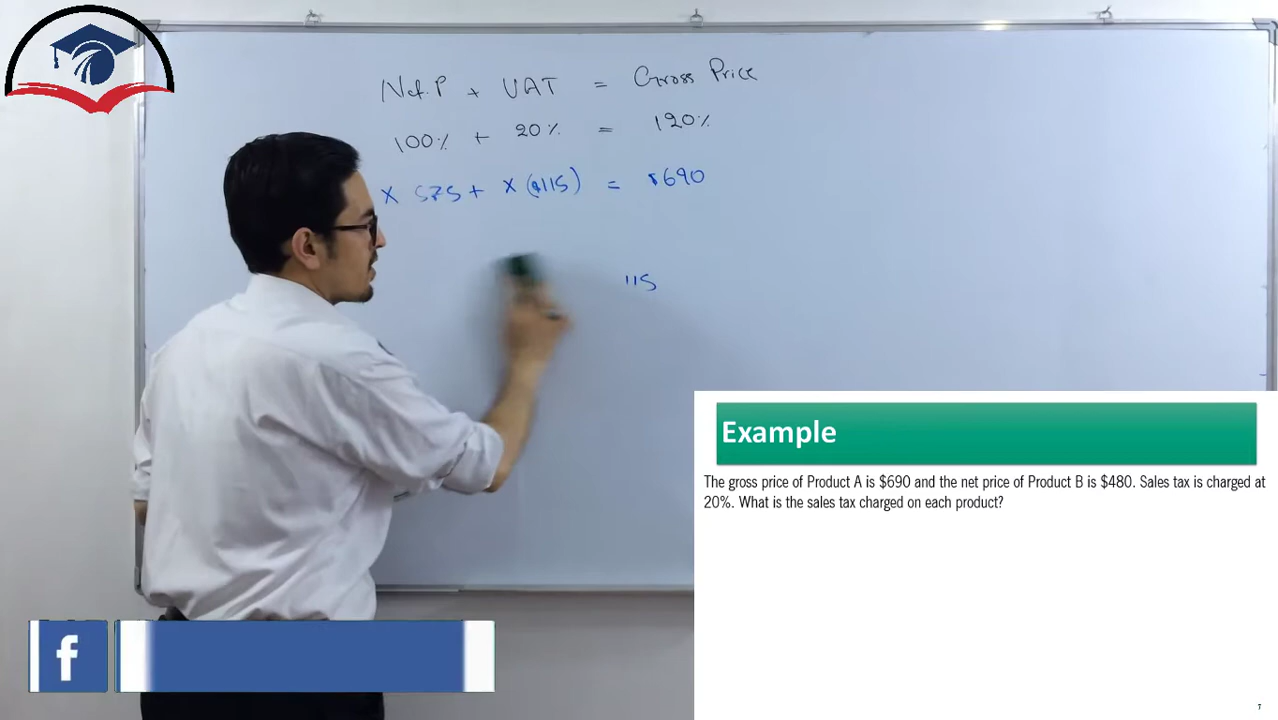 Net.P + VAT = Gross Price
100% + 20% = 120%
X 575 + X ($115) = $690
115
Example
The gross price of Product A is $690 and the net price of Product B is $480. Sales tax is charged at
20%. What is the sales tax charged on each product?
f
7